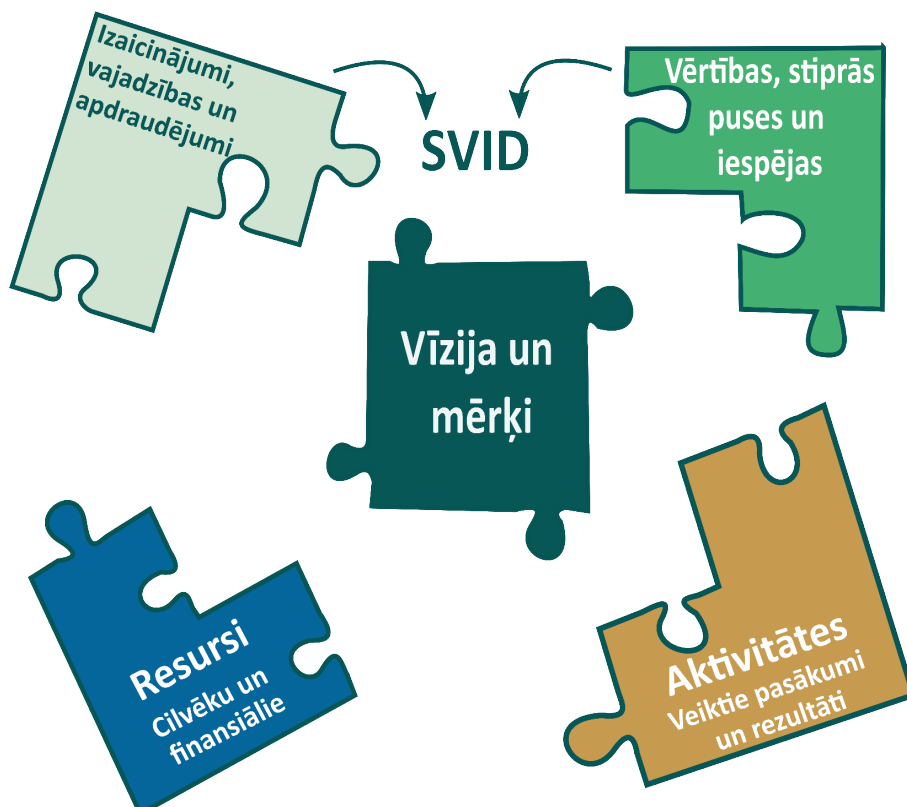 Izaicinājumi,
vajadzības un
apdraudējumi
SVID
Vērtības, stiprās
puses un
iespējas
Vīzija un
mērķi
Resursi
Cilvēku un
finansiālie
Aktivitātes
Veiktie pasākumi
un rezultāti